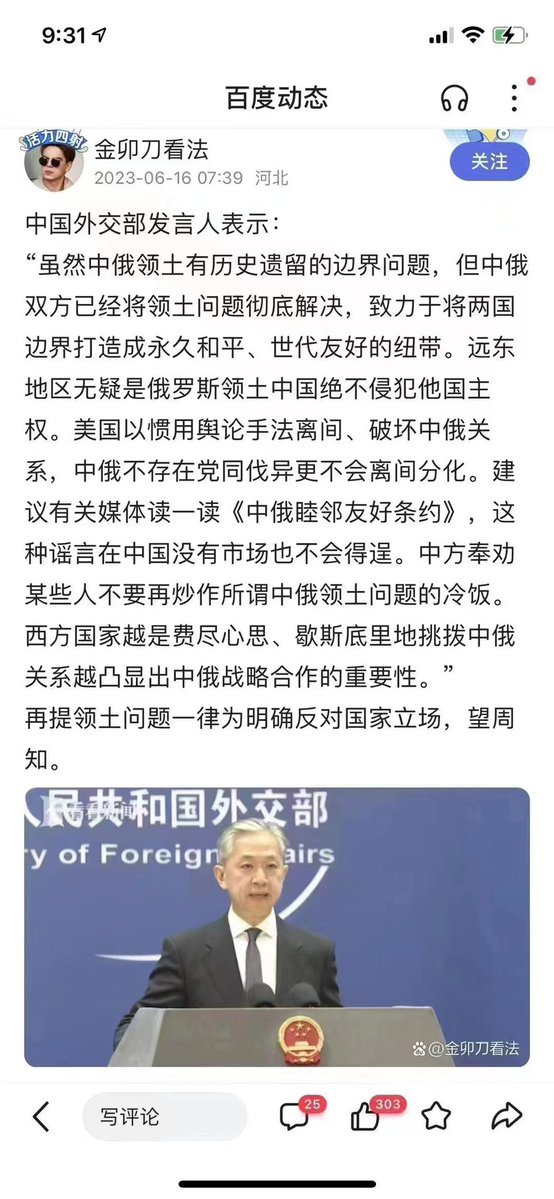 9:31
百度动态
活力四射
金卯刀看法
2023-06-16 07:39 河北
关注
中国外交部发言人表示：
“虽然中俄领土有历史遗留的边界问题，但中俄
双方已经将领土问题彻底解决，致力于将两国
边界打造成永久和平、世代友好的纽带。远东
地区无疑是俄罗斯领土中国绝不侵犯他国主
权。美国以惯用舆论手法离间、破坏中俄关
系，中俄不存在党同伐异更不会离间分化。建
议有关媒体读一读《中俄睦邻友好条约》，这
种谣言在中国没有市场也不会得逞。中方奉劝
某些人不要再炒作所谓中俄领土问题的冷饭。
西方国家越是费尽心思、歇斯底里地挑拨中俄
关系越凸显出中俄战略合作的重要性。”
再提领土问题一律为明确反对国家立场，望周
知。
人民共和国外交部
看看新闻
ry of Foreign Affairs
@金卯刀看法
写评论
25
303